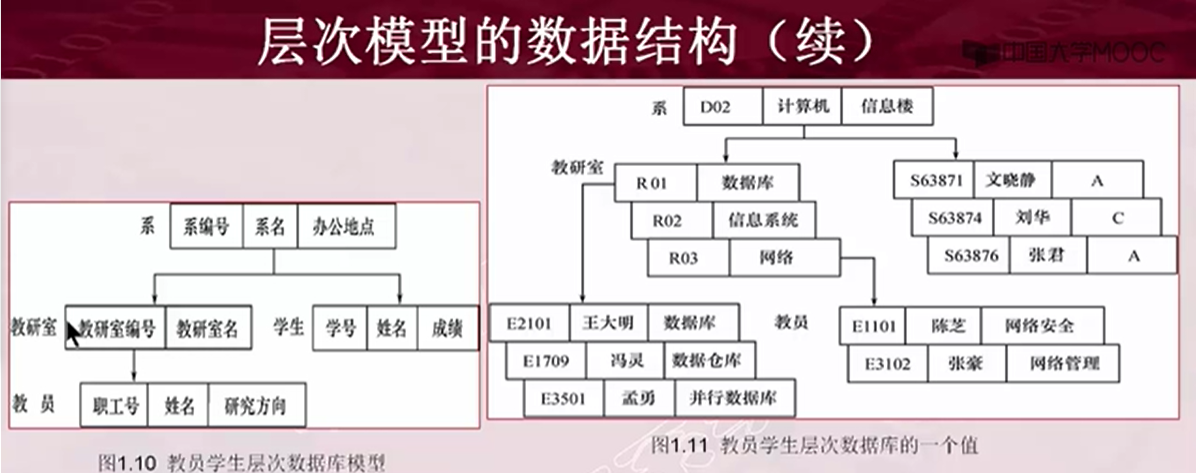 层次模型的数据结构（续）
中国大学MOOC
系 系编号 系名 办公地点
教研室 教研室编号 教研室名 学生 学号 姓名 成绩
教 员 职工号 姓名 研究方向
图1.10 教员学生层次数据库模型
系 D02 计算机 信息楼
教研室 R01 数据库
R02 信息系统
R03 网络
S63871 文晓静 A
S63874 刘华 C
S63876 张君 A
E2101 王大明 数据库
E1709 冯灵 数据仓库
E3501 孟勇 并行数据库
教员 E1101 陈芝 网络安全
E3102 张豪 网络管理
图1.11 教员学生层次数据库的一个值